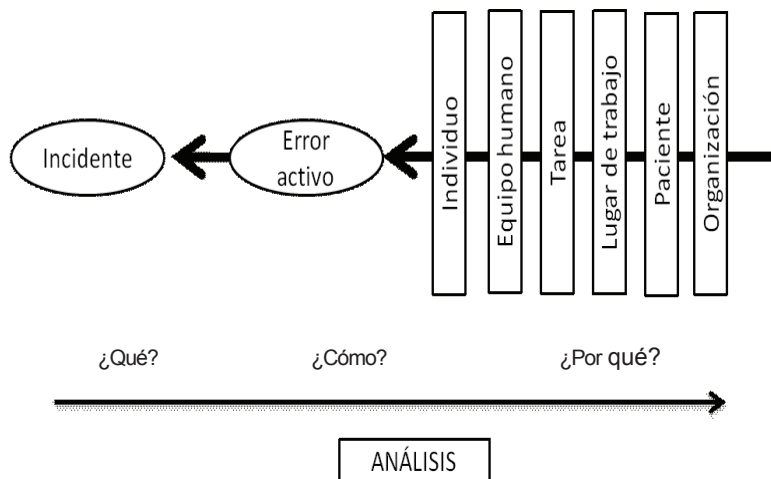 Incidente
Error
activo
Individuo
Equipo humano
Tarea
Lugar de trabajo
Paciente
Organización
¿Qué?
¿Cómo?
¿Por qué?
ANÁLISIS